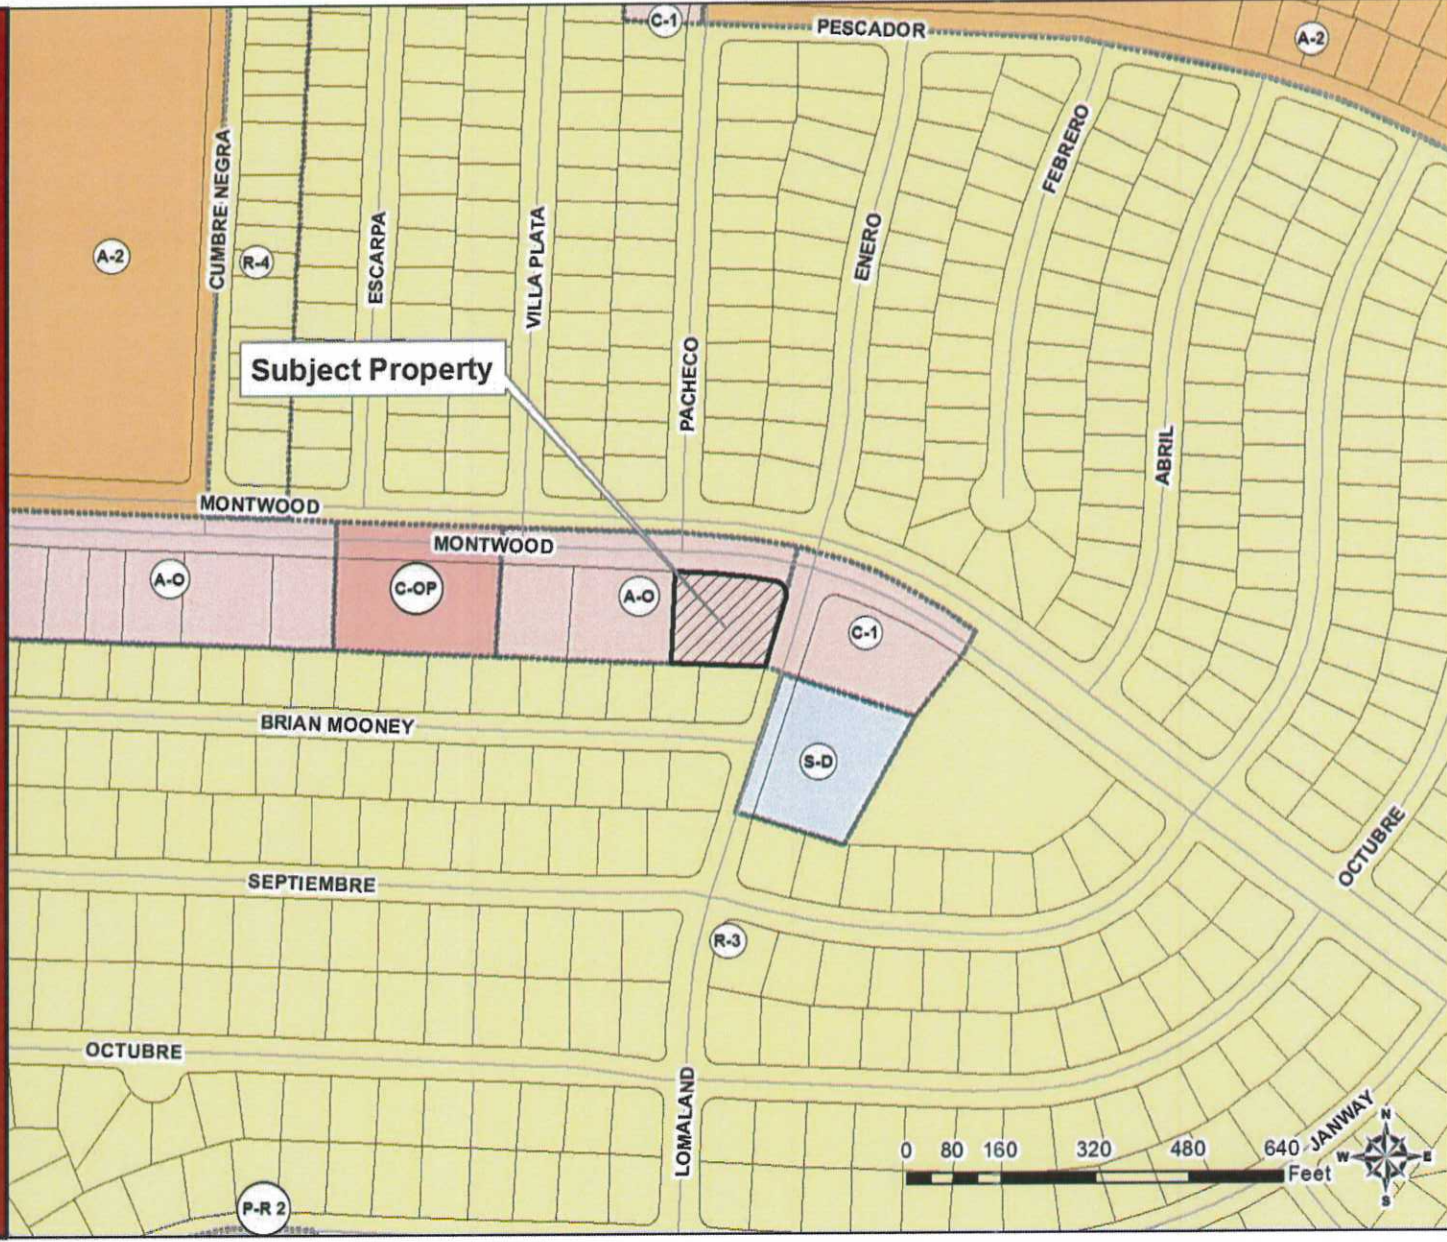 C-1
PESCADOR
A-2
CUMBRE NEGRA
FEBRERO
ESCARPA
VILLA PLATA
ENERO
A-2
R-4
Subject Property
PACHECO
ABRIL
MONTWOOD
MONTWOOD
A-O
C-OP
A-O
C-1
BRIAN MOONEY
S-D
OCTUBRE
SEPTIEMBRE
R-3
OCTUBRE
LOMALAND
JANWAY
0 80 160 320 480 640
Feet
N
W
E
S
P-R 2